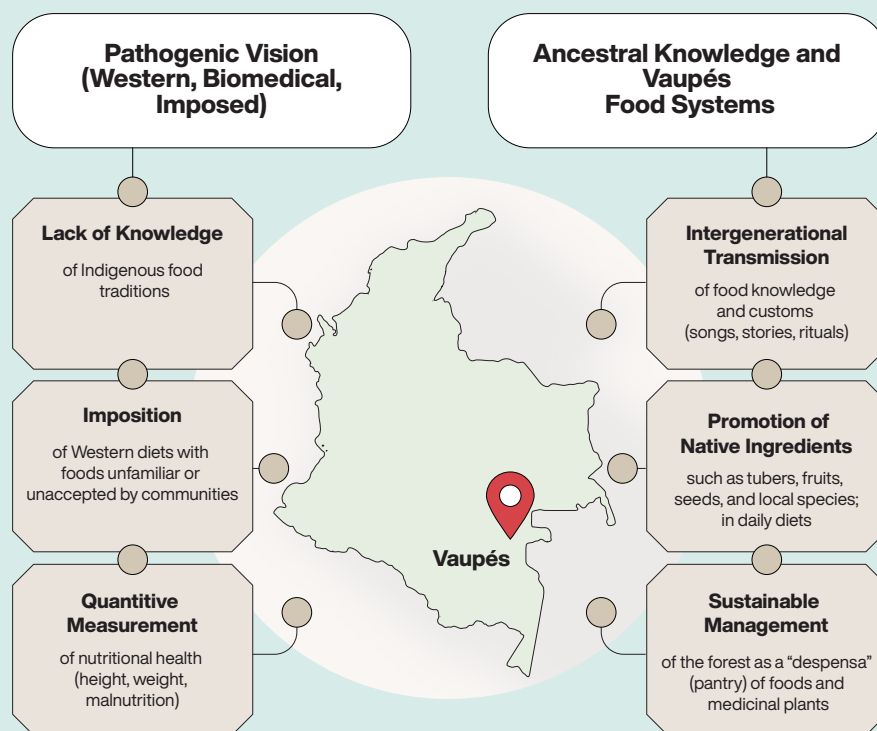 Pathogenic Vision
(Western, Biomedical,
Imposed)
Lack of Knowledge
of Indigenous food
traditions
Imposition
of Western diets with
foods unfamiliar or
unaccepted by communities
Quantitive
Measurement
of nutritional health
(height, weight,
malnutrition)
Vaupés
Ancestral Knowledge and
Vaupés
Food Systems
Intergenerational
Transmission
of food knowledge
and customs
(songs, stories, rituals)
Promotion of
Native Ingredients
such as tubers, fruits,
seeds, and local species;
in daily diets
Sustainable
Management
of the forest as a “despensa”
(pantry) of foods and
medicinal plants